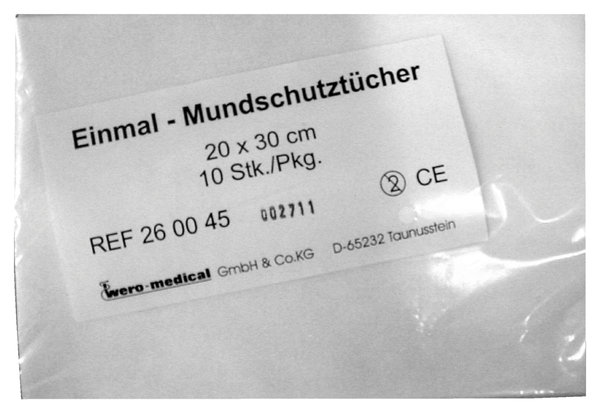 Einmal - Mundschutztücher
20 x 30 cm
10 Stk./Pkg.
2 CE
REF 26 00 45 002711
wero-medical GmbH & Co.KG D-65232 Taunusstein